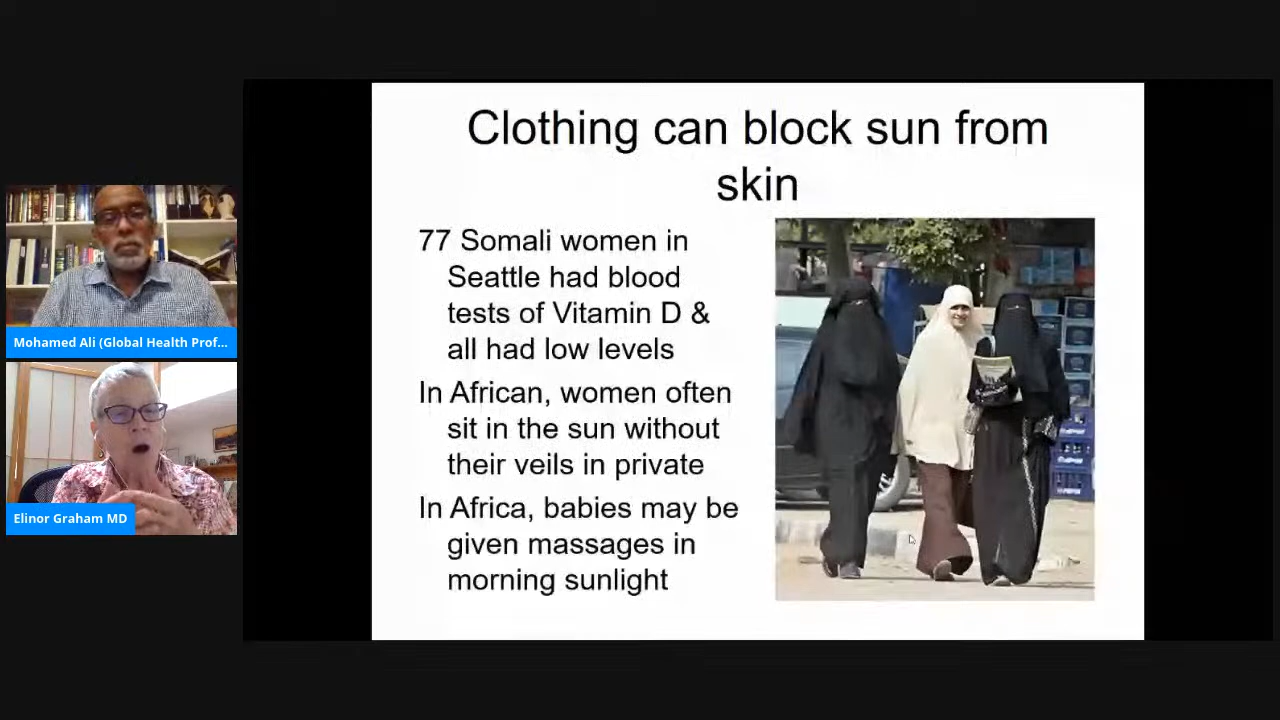 Clothing can block sun from
skin
77 Somali women in
Seattle had blood
tests of Vitamin D &
all had low levels
In African, women often
sit in the sun without
their veils in private
In Africa, babies may be
given massages in
morning sunlight
Mohamed Ali (Global Health Prof...
Elinor Graham MD